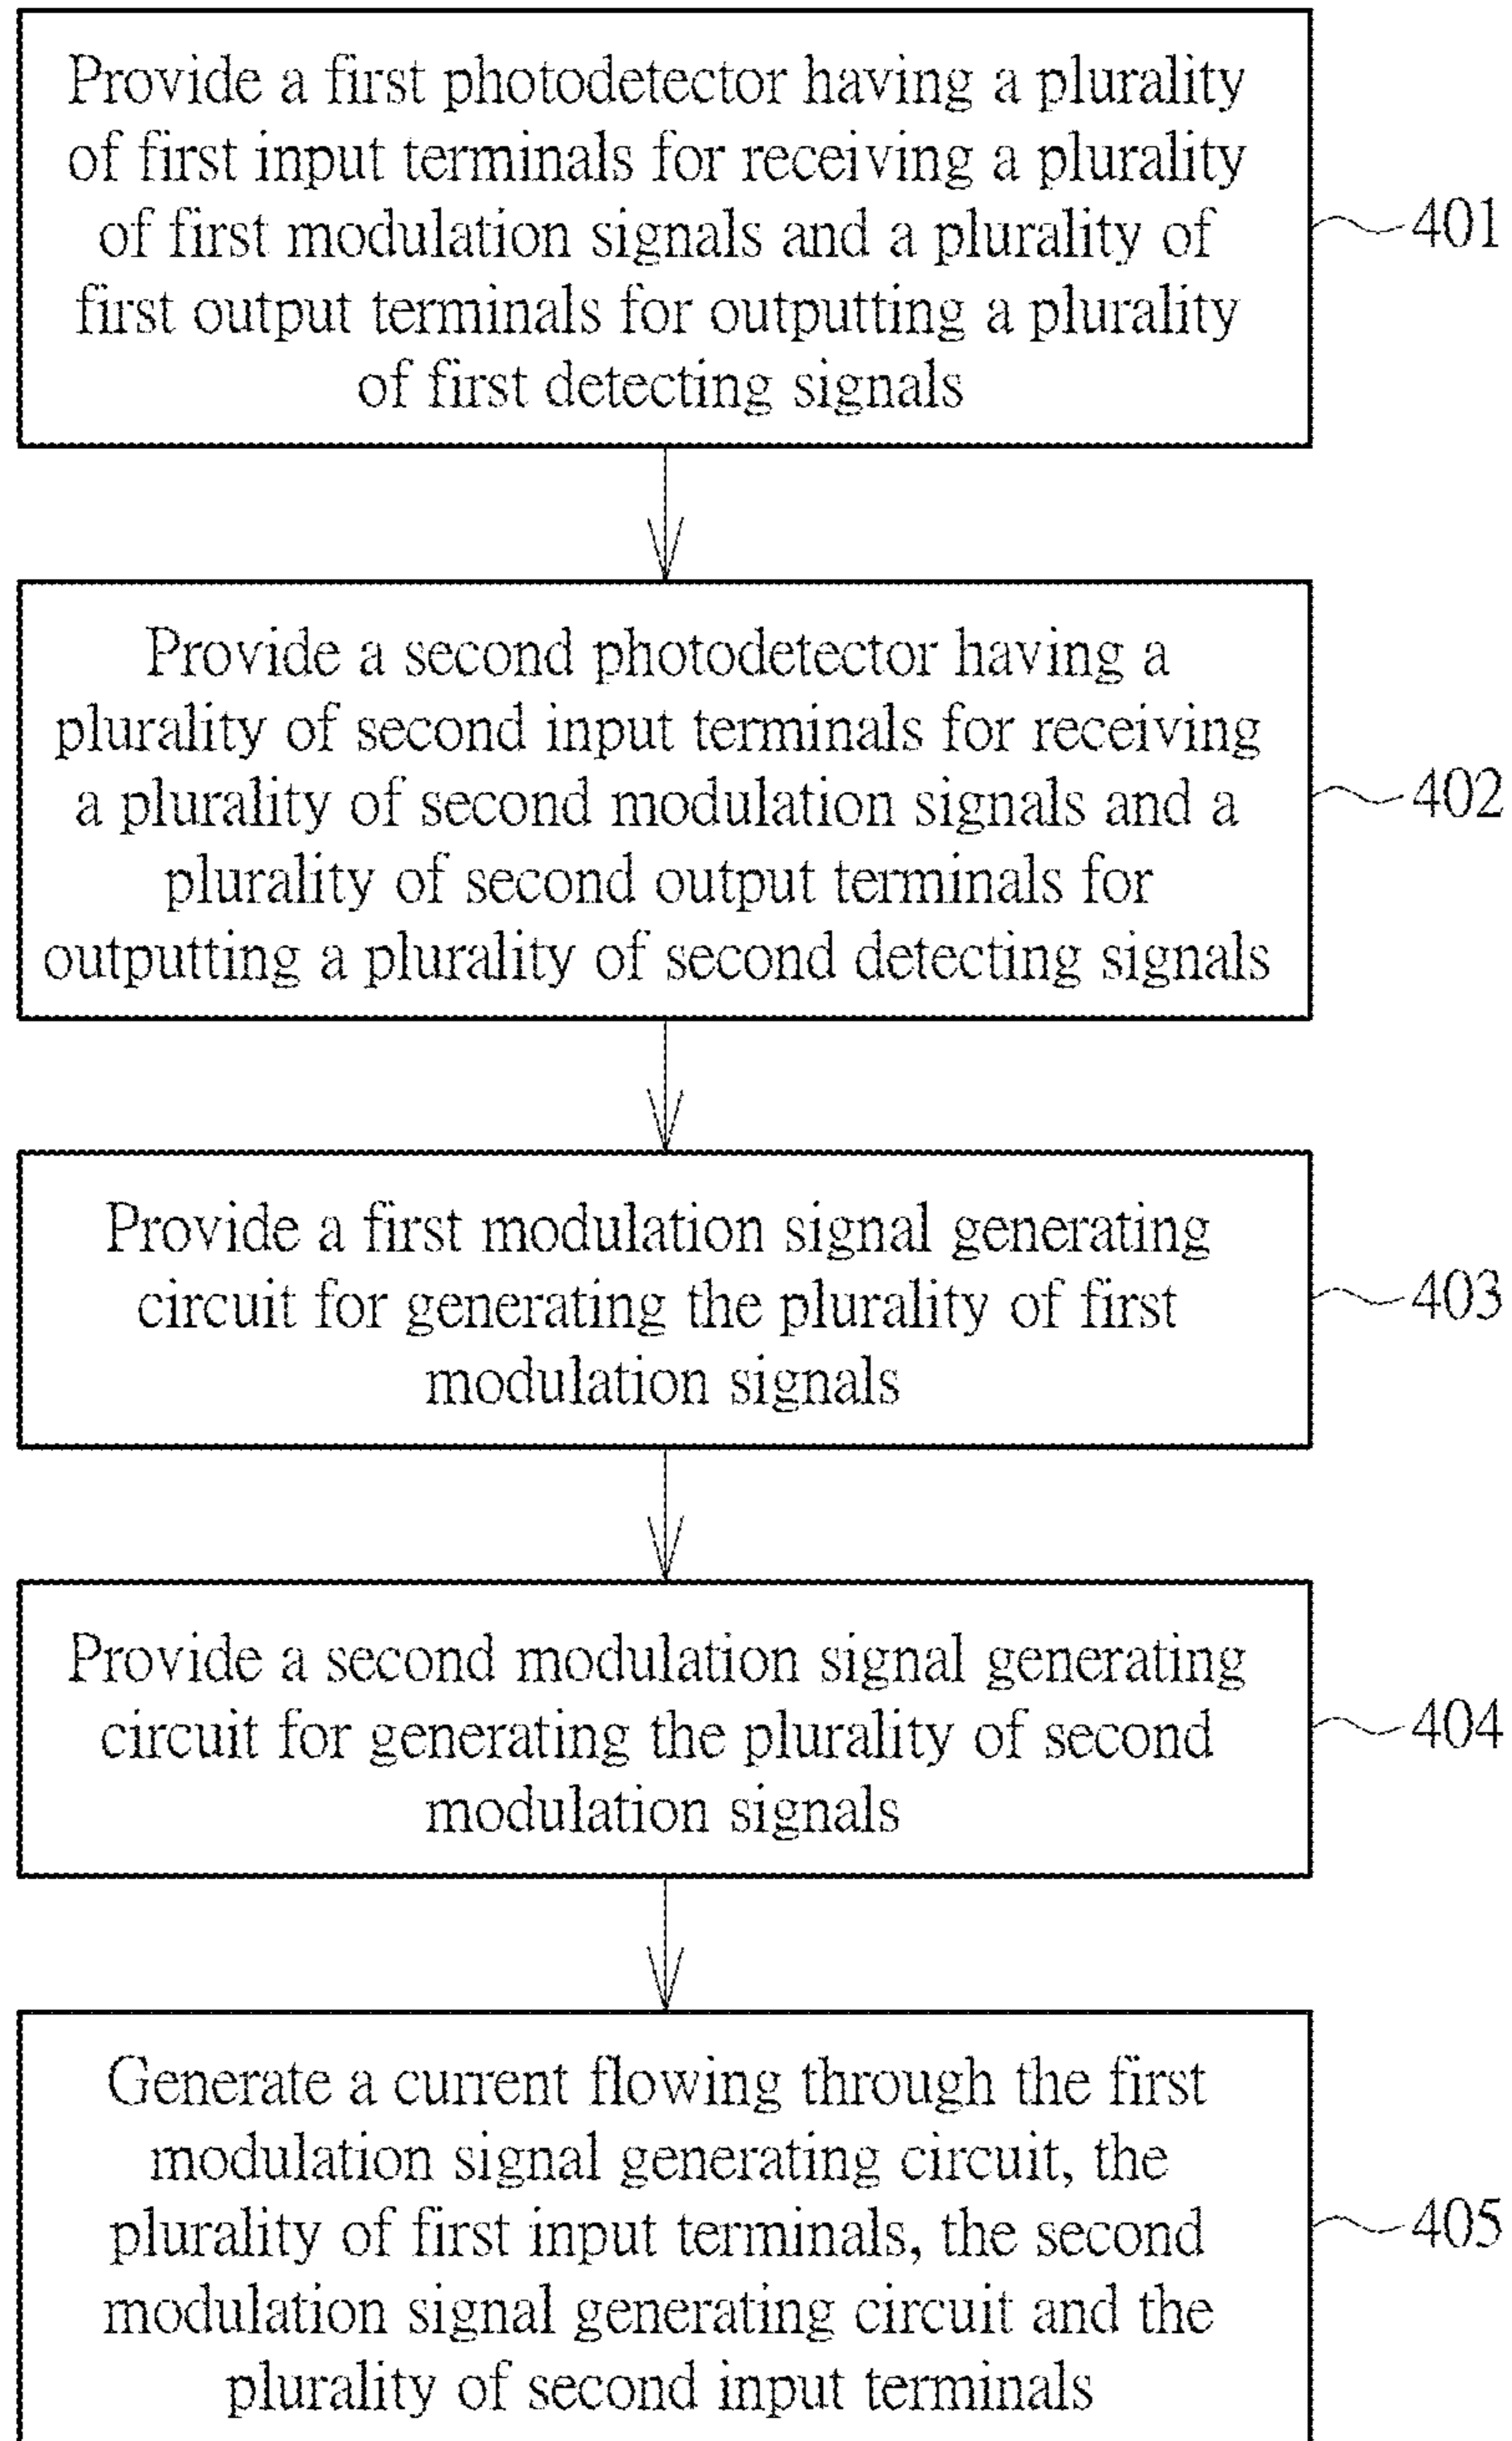 Provide a first photodetector having a plurality
of first input terminals for receiving a plurality
of first modulation signals and a plurality of
first output terminals for outputting a plurality
of first detecting signals
401
Provide a second photodetector having a
plurality of second input terminals for receiving
a plurality of second modulation signals and a
plurality of second output terminals for
outputting a plurality of second detecting signals
402
Provide a first modulation signal generating
circuit for generating the plurality of first
modulation signals
403
Provide a second modulation signal generating
circuit for generating the plurality of second
modulation signals
404
Generate a current flowing through the first
modulation signal generating circuit, the
plurality of first input terminals, the second
modulation signal generating circuit and the
plurality of second input terminals
405